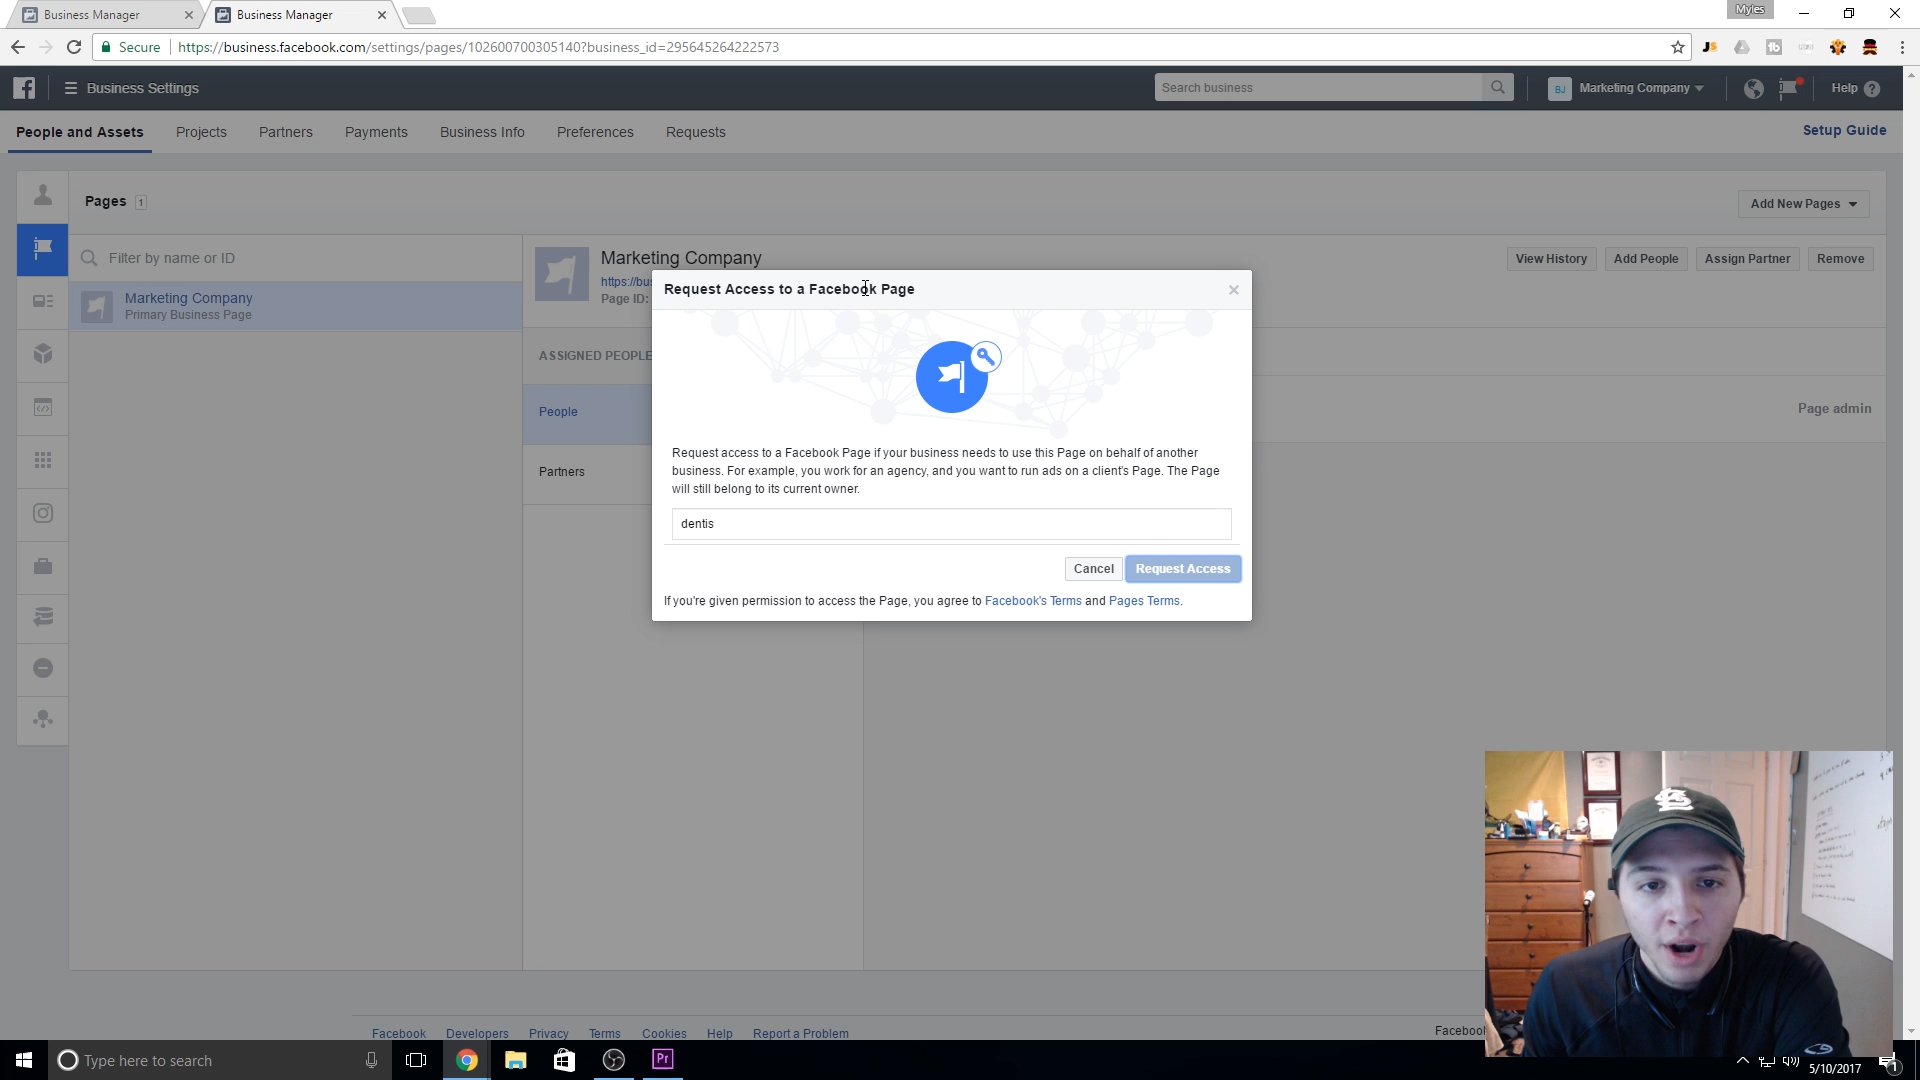 Business Manager
Business Manager
Myles
Secure
https://business.facebook.com/settings/pages/102600700305140?business_id=295645264222573
Business Settings
Search business
BJ
Marketing Company
Help
People and Assets
Projects
Partners
Payments
Business Info
Preferences
Requests
Setup Guide
Pages 1
Add New Pages
Filter by name or ID
Marketing Company
Primary Business Page
Marketing Company
https://bus
Page ID:
View History
Add People
Assign Partner
Remove
ASSIGNED PEOPLE
People
Partners
Page admin
Request Access to a Facebook Page
Request access to a Facebook Page if your business needs to use this Page on behalf of another
business. For example, you work for an agency, and you want to run ads on a client's Page. The Page
will still belong to its current owner.
dentis
Cancel
Request Access
If you're given permission to access the Page, you agree to Facebook's Terms and Pages Terms.
Facebook
Developers
Privacy
Terms
Cookies
Help
Report a Problem
Facebool
Type here to search
Pr
5/10/2017
1